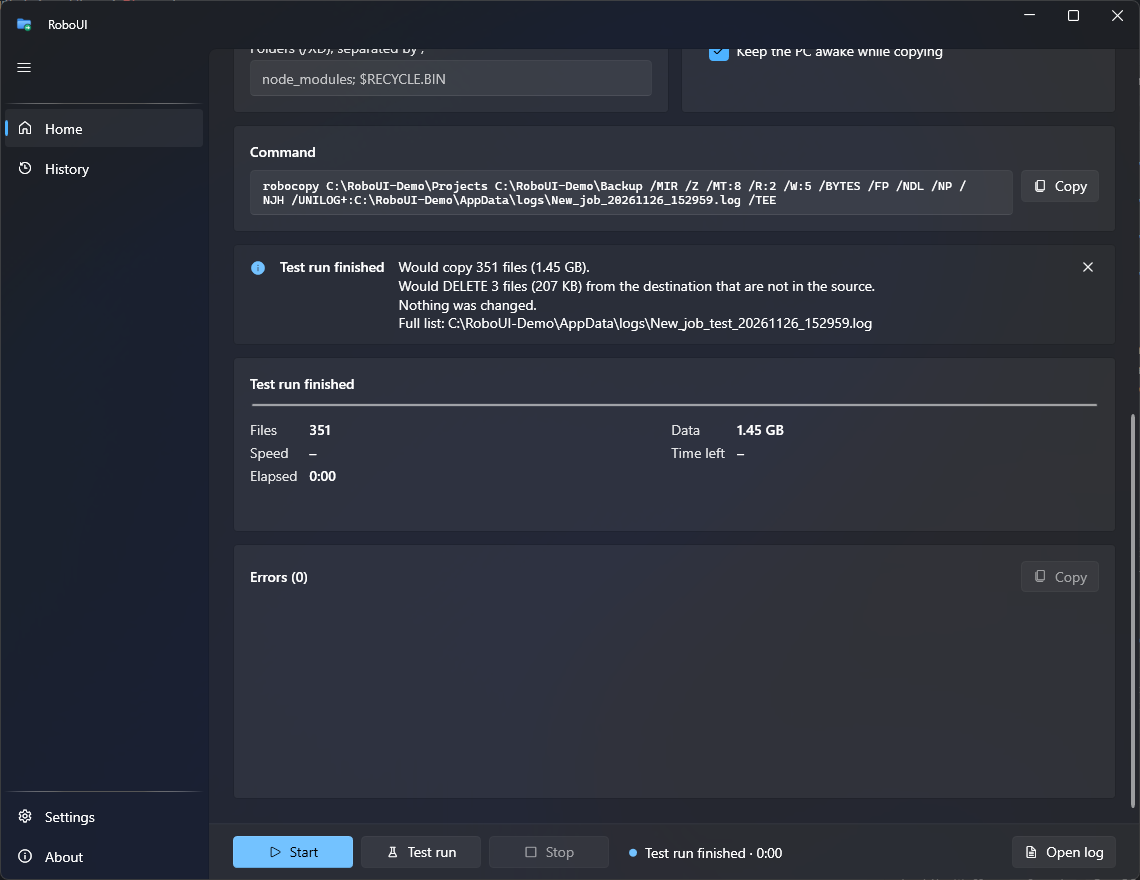 RoboUI
Home
History
Folders (/XD), separated by ;
node_modules; $RECYCLE.BIN
Keep the PC awake while copying
Command
robocopy C:\RoboUI-Demo\Projects C:\RoboUI-Demo\Backup /MIR /Z /MT:8 /R:2 /W:5 /BYTES /FP /NDL /NP /
NJH /UNILOG+:C:\RoboUI-Demo\AppData\logs\New_job_20261126_152959.log /TEE
Copy
Test run finished
Would copy 351 files (1.45 GB).
Would DELETE 3 files (207 KB) from the destination that are not in the source.
Nothing was changed.
Full list: C:\RoboUI-Demo\AppData\logs\New_job_test_20261126_152959.log
Test run finished
Files 351
Data 1.45 GB
Speed –
Time left –
Elapsed 0:00
Errors (0)
Copy
Settings
About
Start
Test run
Stop
Test run finished · 0:00
Open log